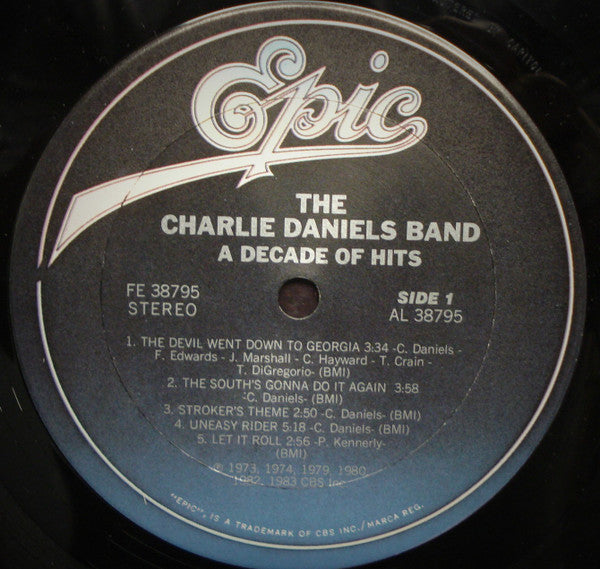 Epic
THE
CHARLIE DANIELS BAND
A DECADE OF HITS
FE 38795
STEREO
SIDE 1
AL 38795
1. THE DEVIL WENT DOWN TO GEORGIA 3:34 -C. Daniels -
F. Edwards - J. Marshall - C. Hayward - T. Crain -
T. DiGregorio- (BMI)
2. THE SOUTH'S GONNA DO IT AGAIN 3:58
-C. Daniels- (BMI)
3. STROKER'S THEME 2:50 -C. Daniels- (BMI)
4. UNEASY RIDER 5:18 -C. Daniels- (BMI)
5. LET IT ROLL 2:56 -P. Kennerly-
(BMI)
℗ 1973, 1974, 1979, 1980,
1982, 1983 CBS Inc.
"EPIC", IS A TRADEMARK OF CBS INC./MARCA REG.